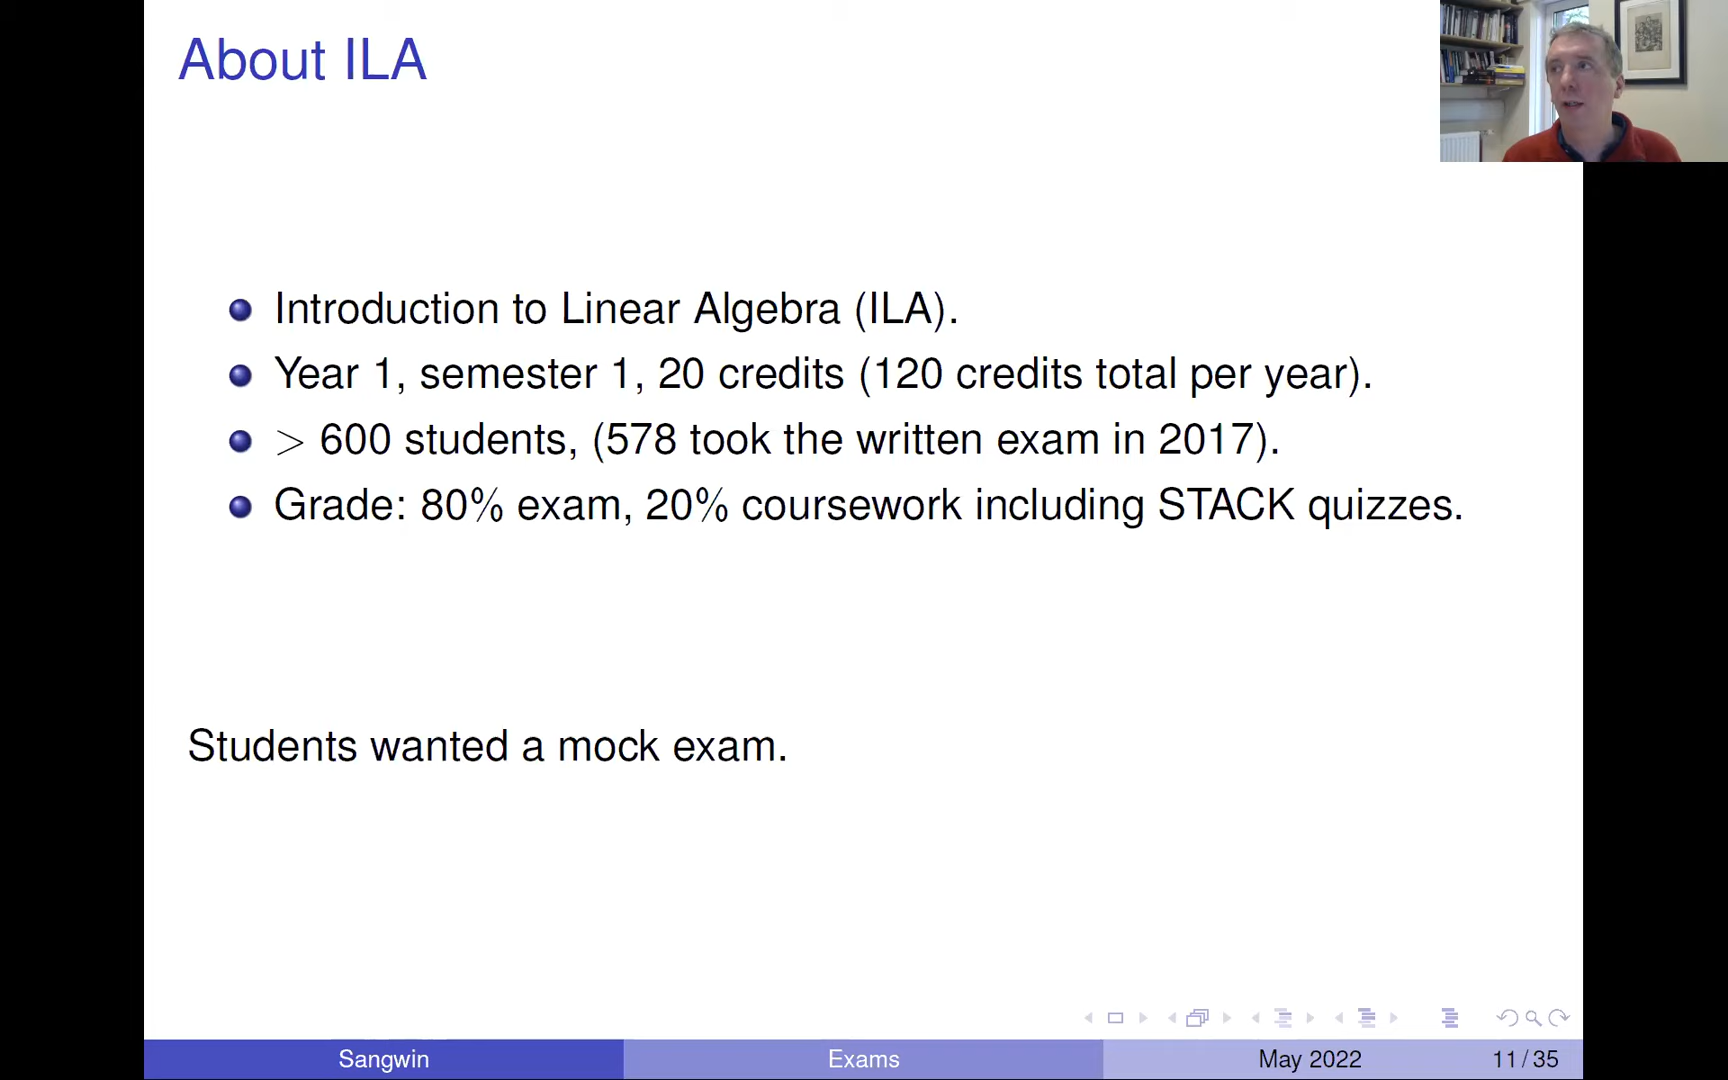 About ILA
Introduction to Linear Algebra (ILA).
Year 1, semester 1, 20 credits (120 credits total per year).
> 600 students, (578 took the written exam in 2017).
Grade: 80% exam, 20% coursework including STACK quizzes.
Students wanted a mock exam.
Sangwin
Exams
May 2022
11/35